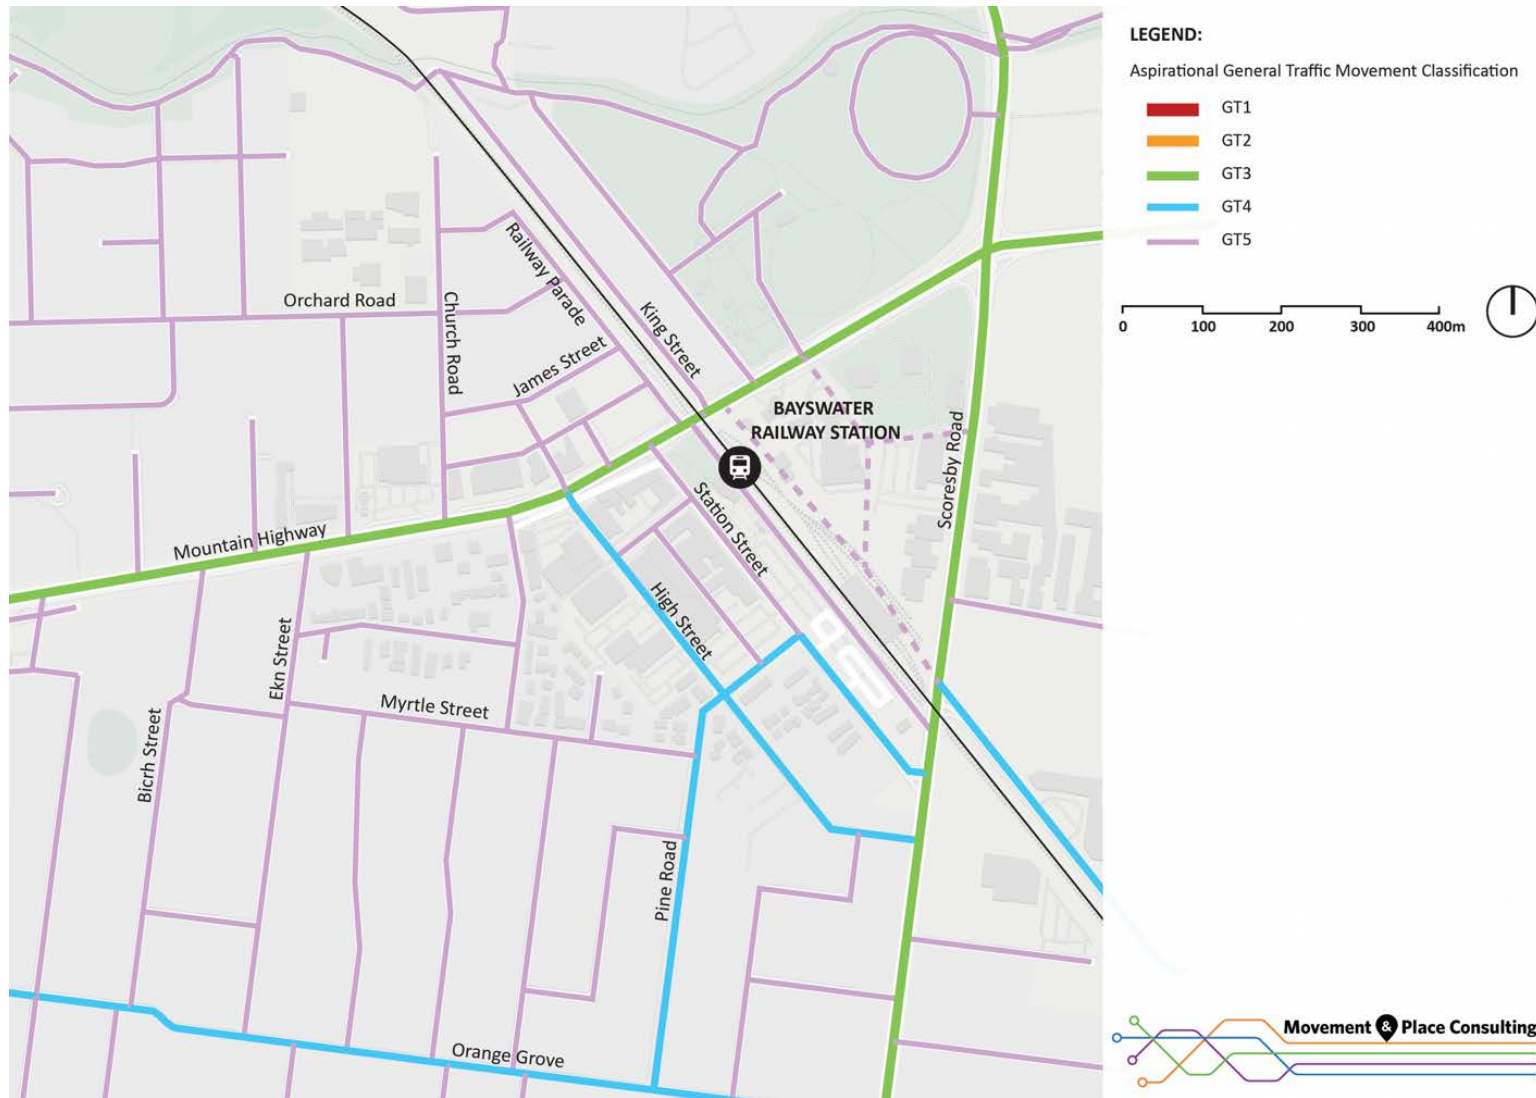 LEGEND:
Aspirational General Traffic Movement Classification
GT1
GT2
GT3
GT4
GT5
0 100 200 300 400m
Railway Parade
Orchard Road
Church Road
King Street
James Street
BAYSWATER
RAILWAY STATION
Scoresby Road
Station Street
Mountain Highway
High Street
Ekn Street
Myrtle Street
Bicrh Street
Pine Road
Orange Grove
Movement & Place Consulting